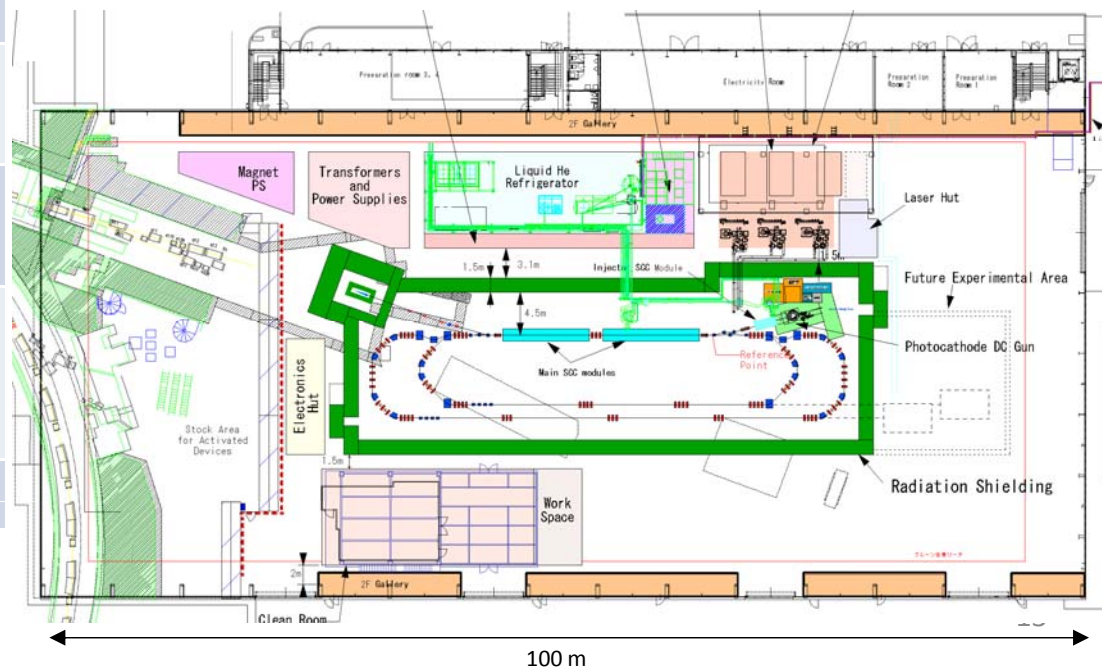 Preparation room 3, 4
Electricity Room
Preparation
Room 2
Preparation
Room 1
2F Gallery
Magnet
PS
Transformers
and
Power Supplies
Liquid He
Refrigerator
Laser Hut
1.5m
3.1m
Injector SCC Module
1.5m
Future Experimental Area
4.5m
Photocathode DC Gun
Reference
Point
Main SCC modules
Electronics
Hut
Stock Area
for Activated
Devices
1.5m
Radiation Shielding
Work
Space
2m
2F Gallery
Clean Room
100 m